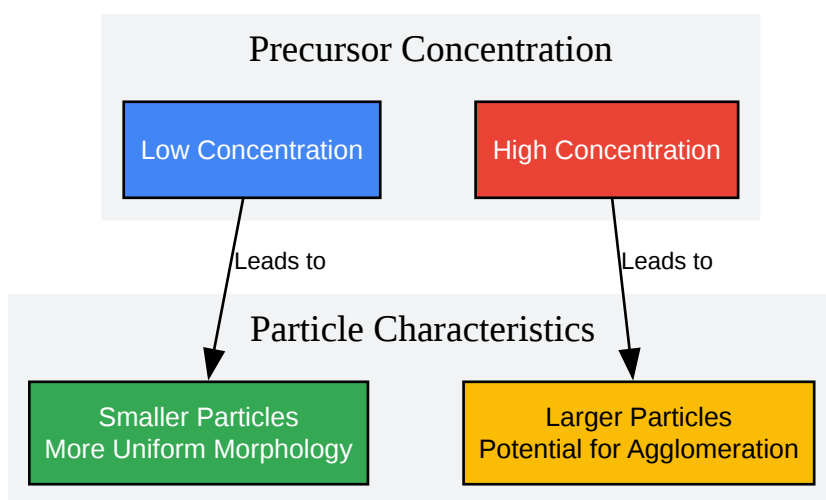 Precursor Concentration
Low Concentration
High Concentration
Leads to
Leads to
Particle Characteristics
Smaller Particles
More Uniform Morphology
Larger Particles
Potential for Agglomeration